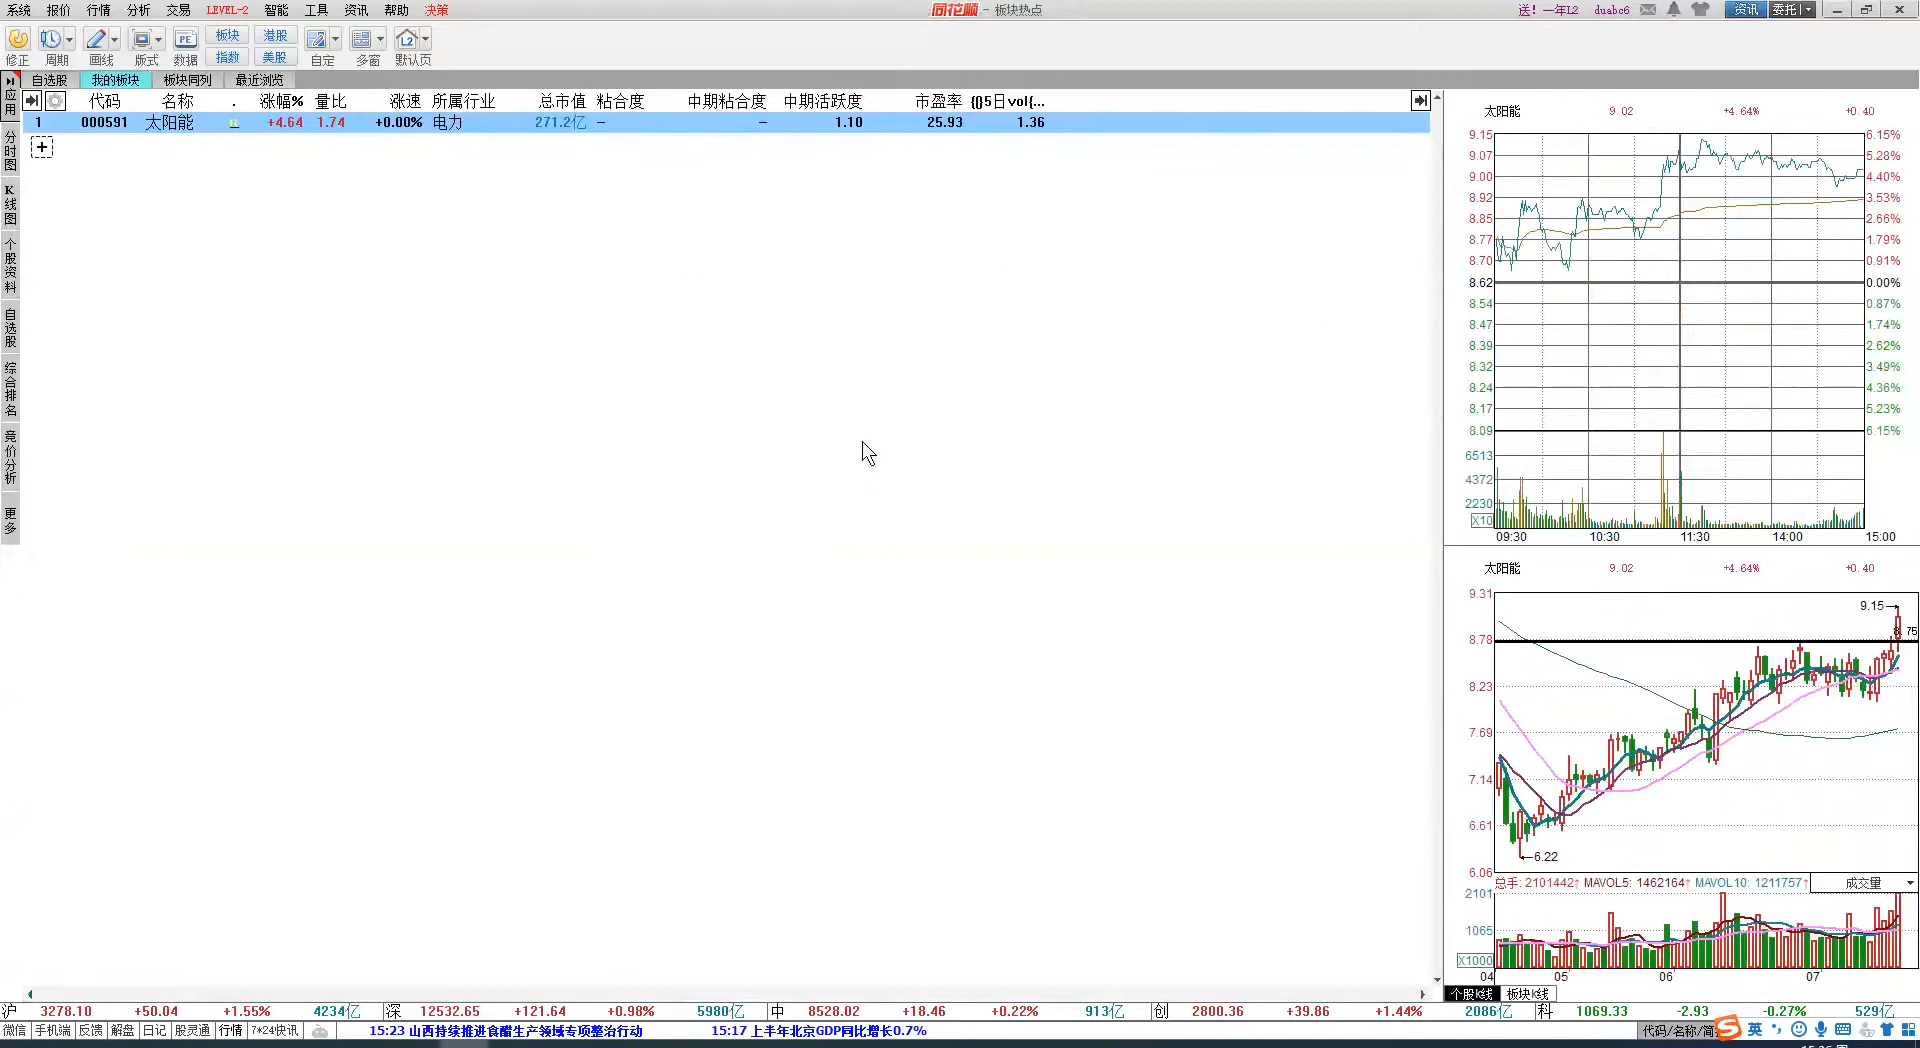 系统 报价 行情 分析 交易 LEVEL-2 智能 工具 资讯 帮助 决策
同花顺 - 板块热点
送！一年L2 duabc6 资讯 委托
修正 周期 画线 版式 PE 数据 板块 指数 港股 美股 自定 多窗 L2 默认页
自选股 我的板块 板块同列 最近浏览
应用
分时图
K线图
个股资料
自选股
综合排名
竞价分析
更多
代码 名称 . 涨幅% 量比 涨速 所属行业 总市值 粘合度 中期粘合度 中期活跃度 市盈率 {[}5日vol{...
1 000591 太阳能 +4.64 1.74 +0.00% 电力 271.2亿 – – 1.10 25.93 1.36
太阳能 9.02 +4.64% +0.40
9.15 6.15%
9.07 5.28%
9.00 4.40%
8.92 3.53%
8.85 2.66%
8.77 1.79%
8.70 0.91%
8.62 0.00%
8.54 0.87%
8.47 1.74%
8.39 2.62%
8.32 3.49%
8.24 4.36%
8.17 5.23%
8.09 6.15%
6513
4372
2230
X10
09:30 10:30 11:30 14:00 15:00
太阳能 9.02 +4.64% +0.40
9.31
9.15
8.75
8.78
8.23
7.69
7.14
6.61
6.22
6.06
总手: 2101442↑ MAVOL5: 1462164↑ MAVOL10: 1211757↑ 成交量
2101
1065
X1000
04 05 06 07
个股K线 板块K线
沪 3278.10 +50.04 +1.55% 4234亿 深 12532.65 +121.64 +0.98% 5980亿 中 8528.02 +18.46 +0.22% 913亿 创 2800.36 +39.86 +1.44% 2086亿 科 1069.33 -2.93 -0.27% 529亿
微信 手机端 反馈 解盘 日记 股灵通 行情 7*24快讯 15:23 山西持续推进食醋生产领域专项整治行动 15:17 上半年北京GDP同比增长0.7% 代码/名称/简 英